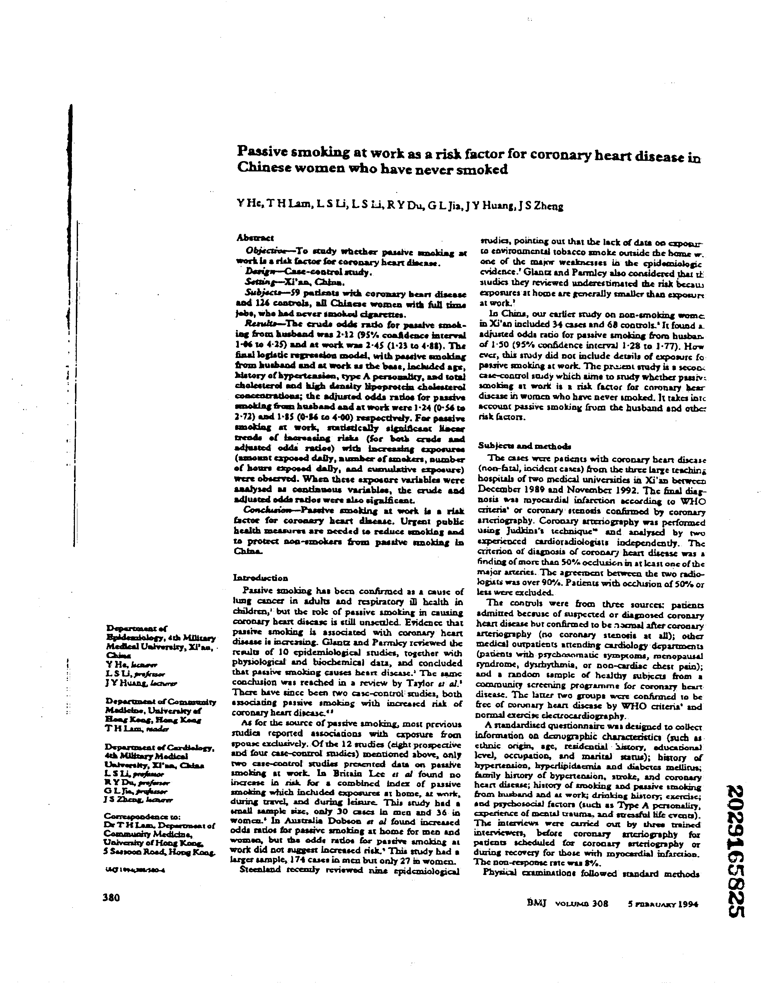 Passive smoking at work as a risk factor for coronary heart disease in
Chinese women who have never smoked
Y He, T H Lam, L S Li, L S Li, R Y Du, G L Jia, J Y Huang, J S Zheng
Abstract
Objective—To study whether passive smoking at
work is a risk factor for coronary heart disease.
Design—Case-control study.
Setting—Xi'an, China.
Subjects—59 patients with coronary heart disease
and 126 controls, all Chinese women with full time
jobs, who had never smoked cigarettes.
Results—The crude odds ratio for passive smok-
ing from husband was 2·12 (95% confidence interval
1·06 to 4·25) and at work was 2·45 (1·23 to 4·88). The
final logistic regression model, with passive smoking
from husband and at work as the base, included age,
history of hypertension, type A personality, and total
cholesterol and high density lipoprotein cholesterol
concentrations; the adjusted odds ratios for passive
smoking from husband and at work were 1·24 (0·56 to
2·72) and 1·85 (0·86 to 4·00) respectively. For passive
smoking at work, statistically significant linear
trends of increasing risks (for both crude and
adjusted odds ratios) with increasing exposures
(amount exposed daily, number of smokers, number
of hours exposed daily, and cumulative exposure)
were observed. When these exposure variables were
analysed as continuous variables, the crude and
adjusted odds ratios were also significant.
Conclusion—Passive smoking at work is a risk
factor for coronary heart disease. Urgent public
health measures are needed to reduce smoking and
to protect non-smokers from passive smoking in
China.
Introduction
Passive smoking has been confirmed as a cause of
lung cancer in adults and respiratory ill health in
children,¹ but the role of passive smoking in causing
coronary heart disease is still unsettled. Evidence that
passive smoking is associated with coronary heart
disease is increasing. Glantz and Parmley reviewed the
results of 10 epidemiological studies, together with
physiological and biochemical data, and concluded
that passive smoking causes heart disease. The same
conclusion was reached in a review by Taylor et al.
There have since been two case-control studies, both
associating passive smoking with increased risk of
coronary heart disease.
As for the source of passive smoking, most previous
studies reported associations with exposure from
spouse exclusively. Of the 12 studies (eight prospective
and four case-control studies) mentioned above, only
two case-control studies presented data on passive
smoking at work. In Britain Lee et al found no
increase in risk for a combined index of passive
smoking which included exposures at home, at work,
during travel, and during leisure. This study had a
small sample size, only 30 cases in men and 36 in
women. In Australia Dobson et al found increased
odds ratios for passive smoking at home for men and
women, but the odds ratios for passive smoking at
work did not suggest increased risk. This study had a
larger sample, 174 cases in men but only 27 in women.
Steenland recently reviewed nine epidemiological
studies, pointing out that the lack of data on exposur
to environmental tobacco smoke outside the home w
one of the major weaknesses in the epidemiologic
evidence. Glantz and Parmley also considered that th
studies they reviewed underestimated the risk becaus
exposures at home are generally smaller than exposure
at work.
In China, our earlier study on non-smoking wome
in Xi'an included 34 cases and 68 controls. It found a
adjusted odds ratio for passive smoking from husban
of 1·50 (95% confidence interval 1·28 to 1·77). How
ever, this study did not include details of exposure fo
passive smoking at work. The present study is a secon
case-control study which aims to study whether passiv
smoking at work is a risk factor for coronary hear
disease in women who have never smoked. It takes into
account passive smoking from the husband and other
risk factors.
Subjects and methods
The cases were patients with coronary heart disease
(non-fatal, incident cases) from the three large teaching
hospitals of two medical universities in Xi'an between
December 1989 and November 1992. The final diag-
nosis was myocardial infarction according to WHO
criteria or coronary stenosis confirmed by coronary
arteriography. Coronary arteriography was performed
using Judkins's technique and analysed by two
experienced cardioradiologists independently. The
criterion of diagnosis of coronary heart disease was a
finding of more than 50% occlusion in at least one of the
major arteries. The agreement between the two radio-
logists was over 90%. Patients with occlusion of 50% or
less were excluded.
The controls were from three sources: patients
admitted because of suspected or diagnosed coronary
heart disease but confirmed to be normal after coronary
arteriography (no coronary stenosis at all); other
medical outpatients attending cardiology departments
(patients with psychosomatic symptoms, menopausal
syndrome, dysrhythmia, or non-cardiac chest pain);
and a random sample of healthy subjects from a
community screening programme for coronary heart
disease. The latter two groups were confirmed to be
free of coronary heart disease by WHO criteria and
normal exercise electrocardiography.
A standardised questionnaire was designed to collect
information on demographic characteristics (such as
ethnic origin, age, residential history, educational
level, occupation, and marital status); history of
hypertension, hyperlipidaemia and diabetes mellitus;
family history of hypertension, stroke, and coronary
heart disease; history of smoking and passive smoking
from husband and at work; drinking history; exercise;
and psychosocial factors (such as Type A personality,
experience of mental trauma, and stressful life events).
The interviews were carried out by three trained
interviewers, before coronary arteriography for
patients scheduled for coronary arteriography or
during recovery for those with myocardial infarction.
The non-response rate was 8%.
Physical examinations followed standard methods
Department of
Epidemiology, 4th Military
Medical University, Xi'an,
China
Y He, lecturer
L S Li, professor
J Y Huang, lecturer
Department of Community
Medicine, University of
Hong Kong, Hong Kong
T H Lam, reader
Department of Cardiology,
4th Military Medical
University, Xi'an, China
L S Li, professor
R Y Du, professor
G L Jia, professor
J S Zheng, lecturer
Correspondence to:
Dr T H Lam, Department of
Community Medicine,
University of Hong Kong,
5 Sassoon Road, Hong Kong.
BMJ 1994;308:380-4
380
BMJ VOLUME 308 5 FEBRUARY 1994
2029165825